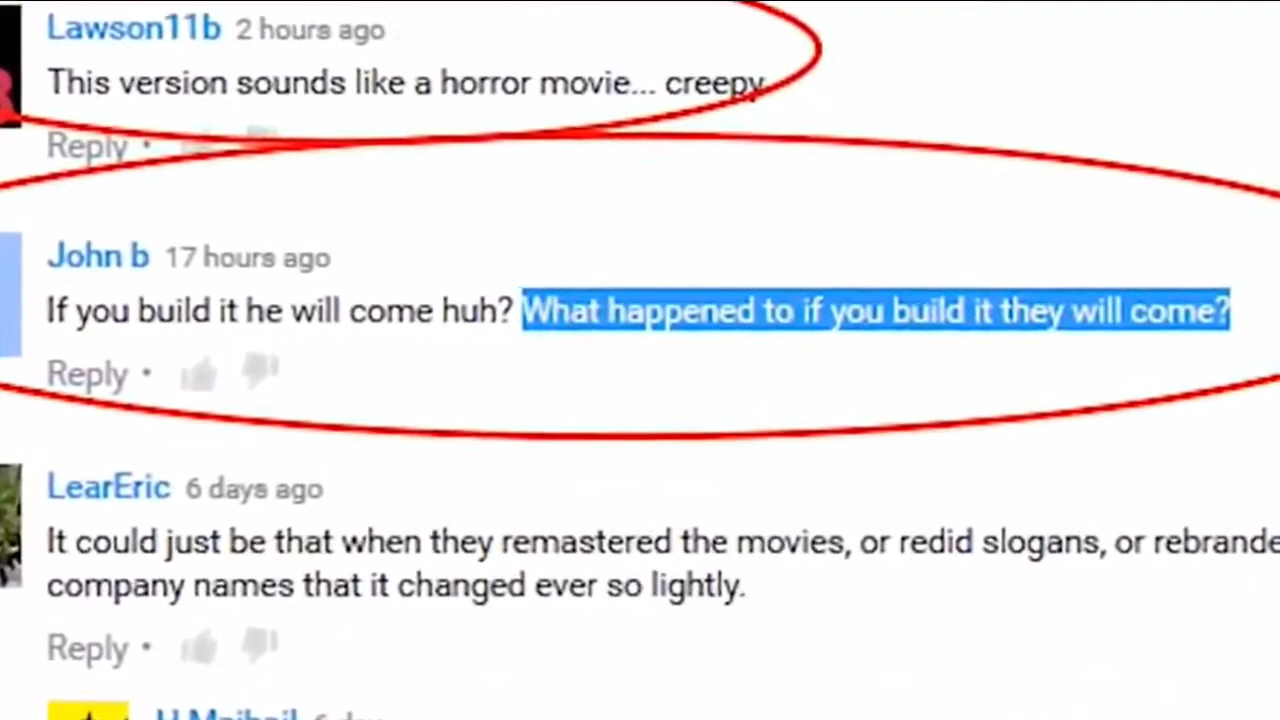 Lawson11b 2 hours ago
This version sounds like a horror movie... creepy
Reply •
John b 17 hours ago
If you build it he will come huh? What happened to if you build it they will come?
Reply •
LearEric 6 days ago
It could just be that when they remastered the movies, or redid slogans, or rebrande
company names that it changed ever so lightly.
Reply •